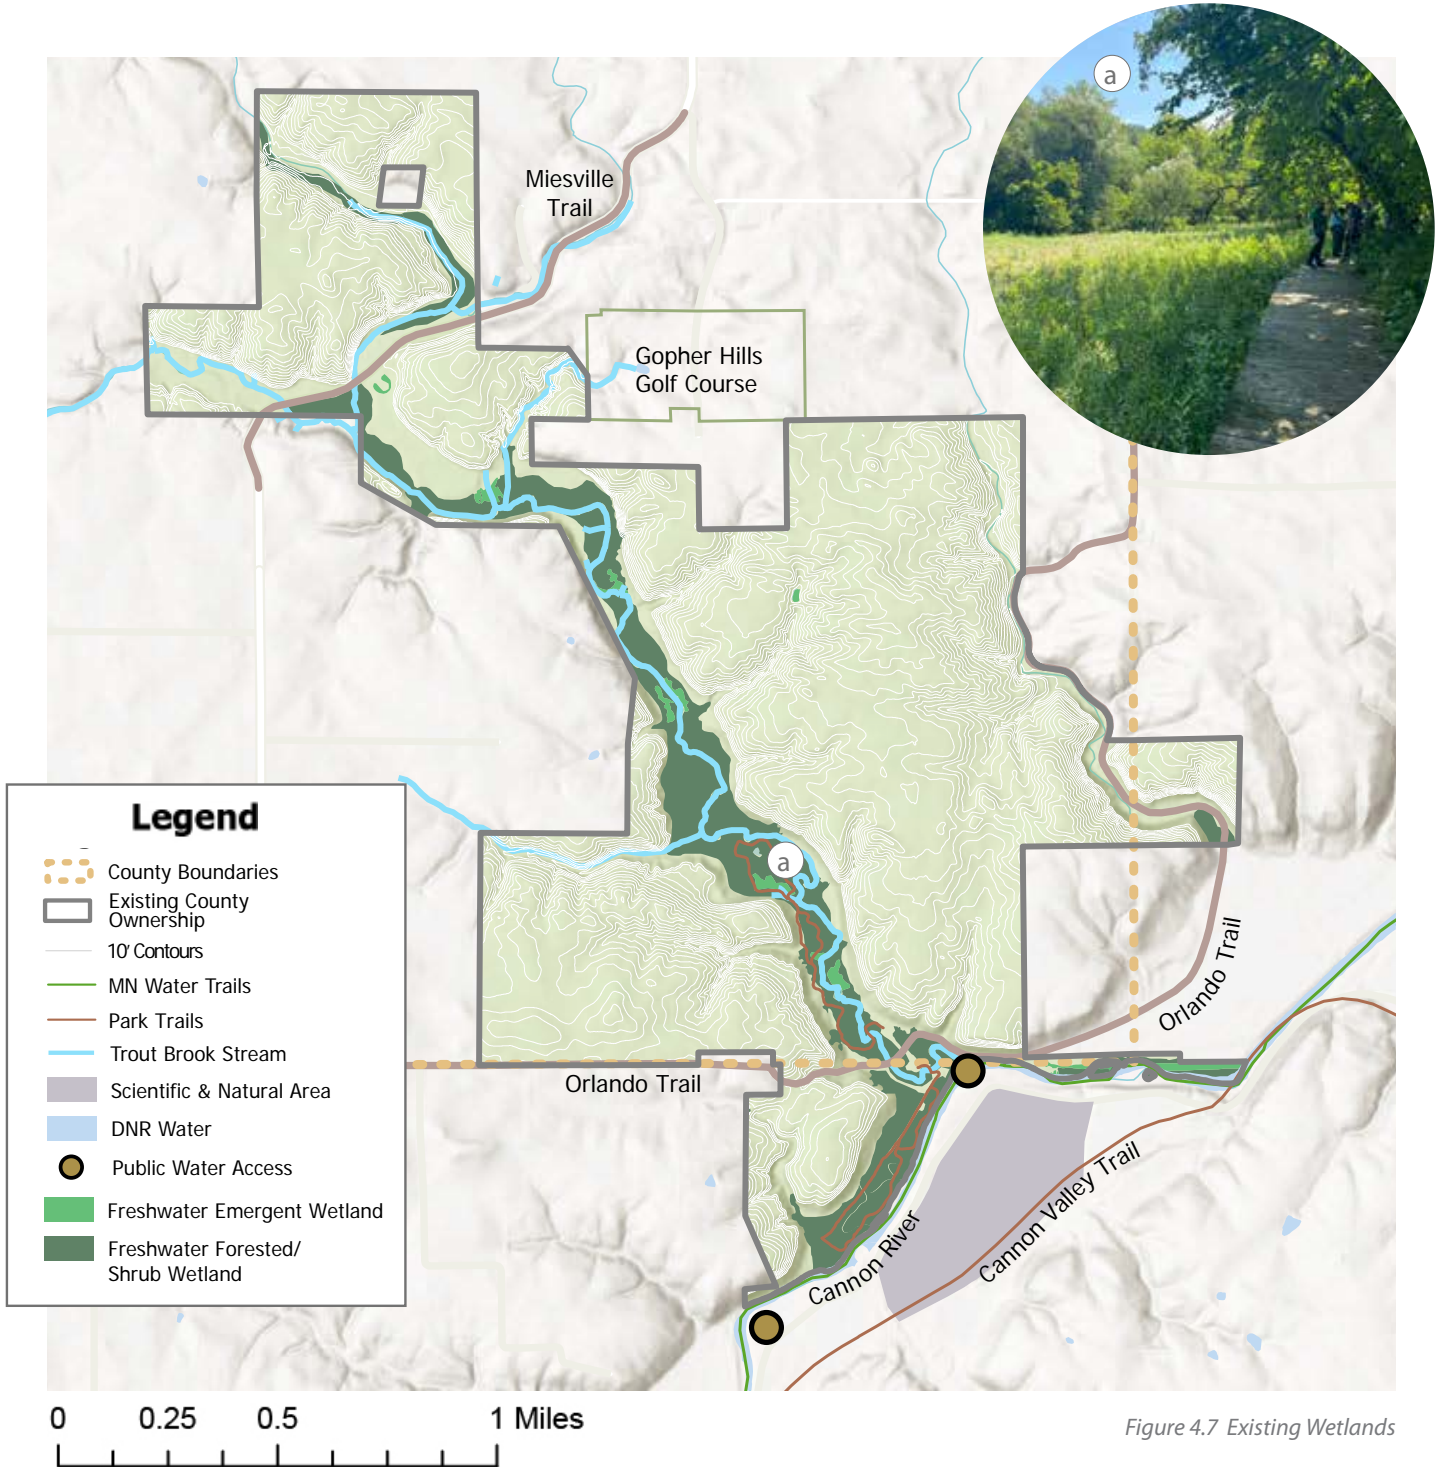 a
Miesville
Trail
Gopher Hills
Golf Course
a
Orlando Trail
Orlando Trail
Cannon River
Cannon Valley Trail
Legend
County Boundaries
Existing County
Ownership
10' Contours
MN Water Trails
Park Trails
Trout Brook Stream
Scientific & Natural Area
DNR Water
Public Water Access
Freshwater Emergent Wetland
Freshwater Forested/
Shrub Wetland
0 0.25 0.5 1 Miles
Figure 4.7 Existing Wetlands